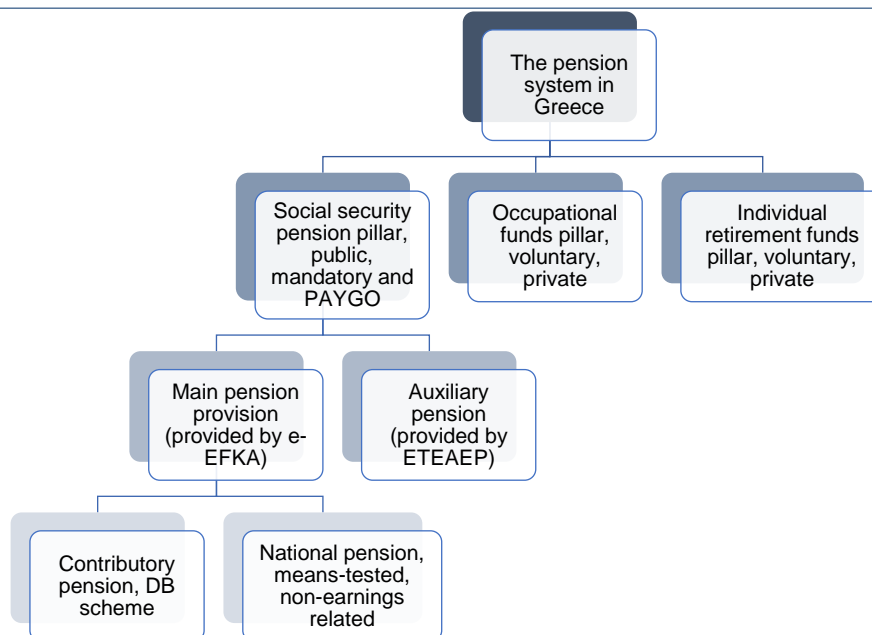 The pension
system in
Greece
Social security
pension pillar,
public,
mandatory and
PAYGO
Occupational
funds pillar,
voluntary,
private
Individual
retirement funds
pillar, voluntary,
private
Main pension
provision
(provided by e-
EFKA)
Auxiliary
pension
(provided by
ETEAEP)
Contributory
pension, DB
scheme
National pension,
means-tested,
non-earnings
related